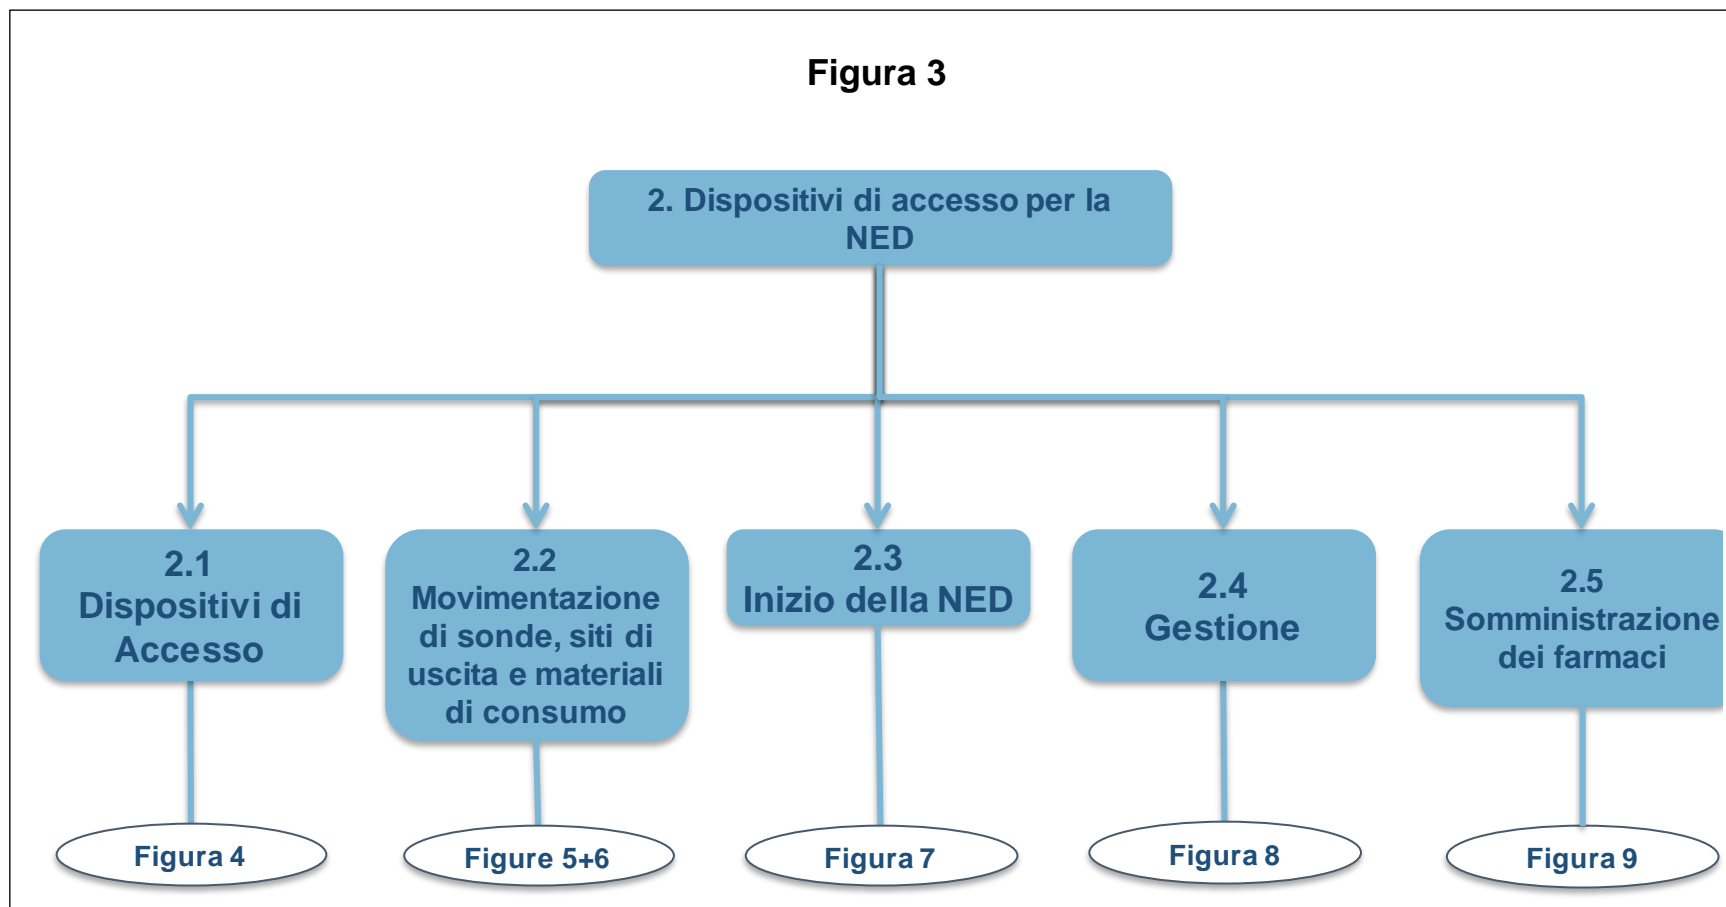 Figura 3
2. Dispositivi di accesso per la
NED
2.1
Dispositivi di
Accesso
2.2
Movimentazione
di sonde, siti di
uscita e materiali
di consumo
2.3
Inizio della NED
2.4
Gestione
2.5
Somministrazione
dei farmaci
Figura 4
Figure 5+6
Figura 7
Figura 8
Figura 9